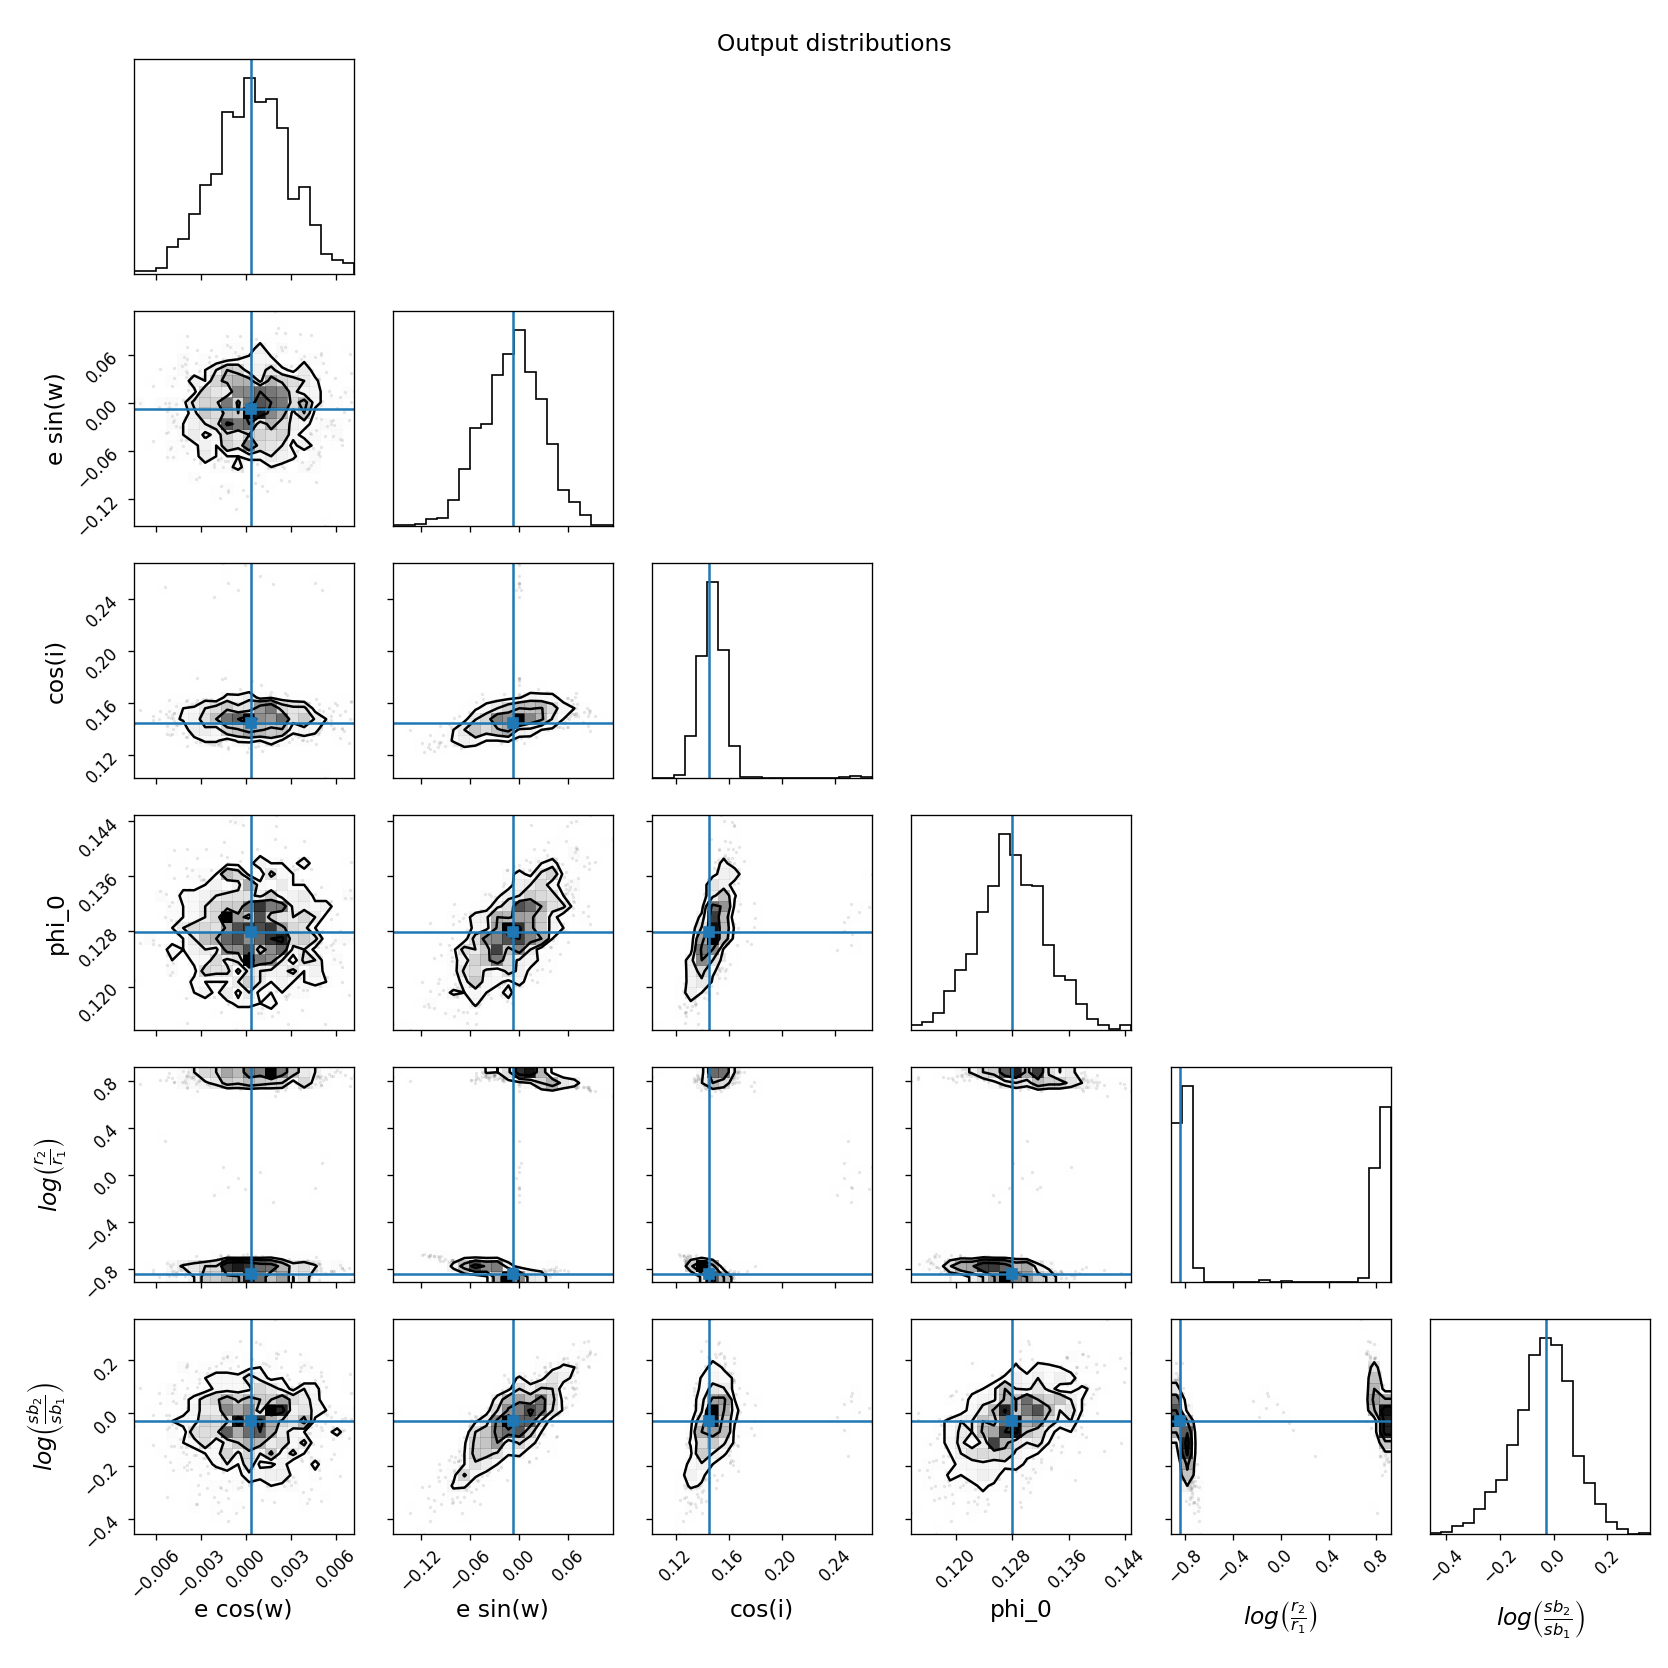 Output distributions
e sin(w)
0.06
0.00
−0.06
−0.12
cos(i)
0.24
0.20
0.16
0.12
phi_0
0.144
0.136
0.128
0.120
log(r₂/r₁)
0.8
0.4
0.0
−0.4
−0.8
log(sb₂/sb₁)
0.2
0.0
−0.2
−0.4
−0.006 −0.003 0.000 0.003 0.006
−0.12 −0.06 0.00 0.06
0.12 0.16 0.20 0.24
0.120 0.128 0.136 0.144
−0.8 −0.4 0.0 0.4 0.8
−0.4 −0.2 0.0 0.2
e cos(w)
e sin(w)
cos(i)
phi_0
log(r₂/r₁)
log(sb₂/sb₁)